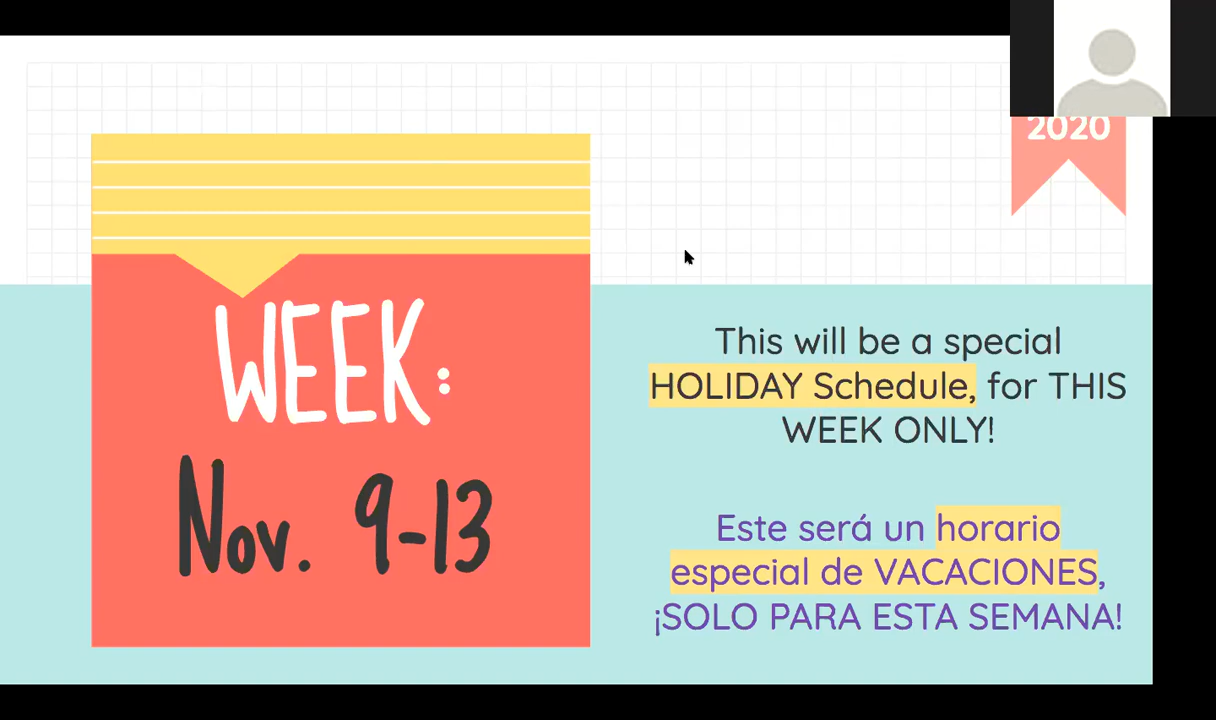 2020
WEEK:
Nov. 9-13
This will be a special
HOLIDAY Schedule, for THIS
WEEK ONLY!
Este será un horario
especial de VACACIONES,
¡SOLO PARA ESTA SEMANA!